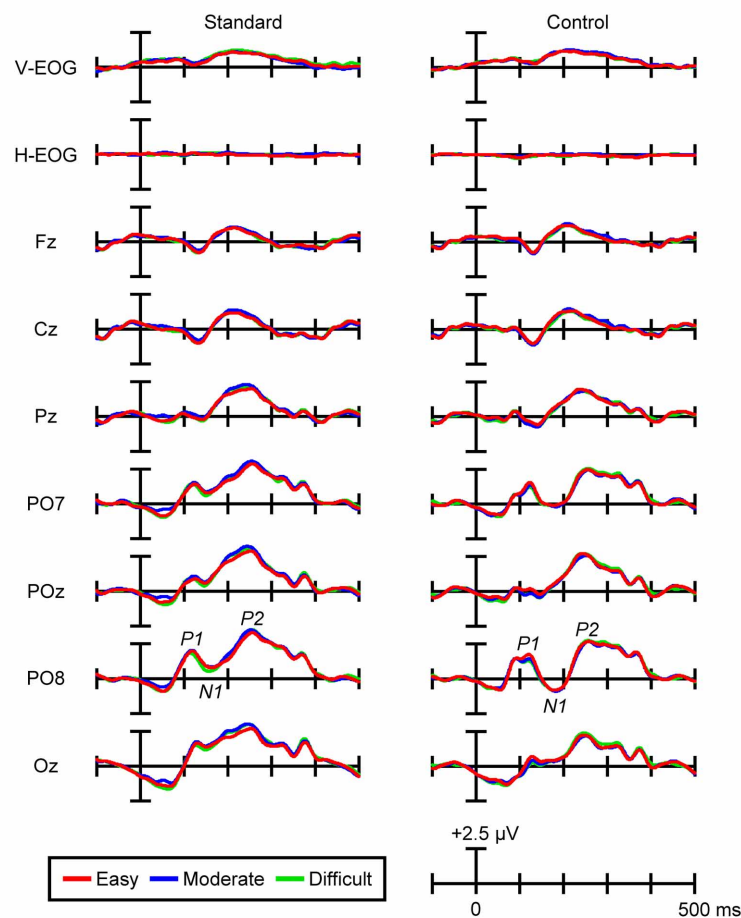 Standard Control
V-EOG
H-EOG
Fz
Cz
Pz
PO7
POz
P1 P2 P1 P2
PO8
N1 N1
Oz
+2.5 µV
Easy Moderate Difficult
0 500 ms